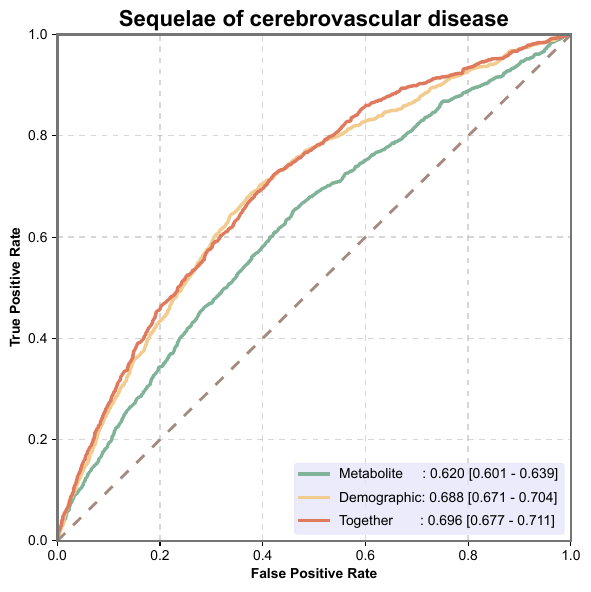 Sequelae of cerebrovascular disease
True Positive Rate
1.0
0.8
0.6
0.4
0.2
0.0
Metabolite : 0.620 [0.601 - 0.639]
Demographic: 0.688 [0.671 - 0.704]
Together : 0.696 [0.677 - 0.711]
0.0 0.2 0.4 0.6 0.8 1.0
False Positive Rate